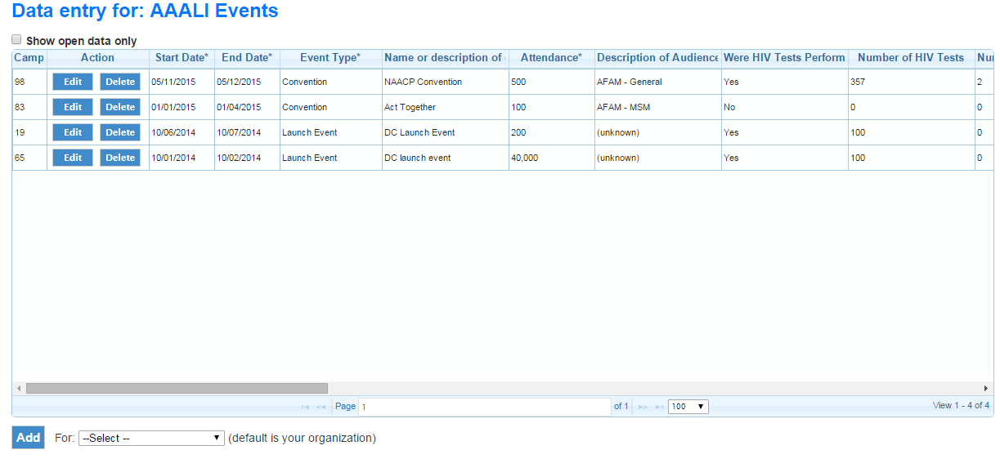 Data entry for: AAALI Events
Show open data only
Camp Action Start Date* End Date* Event Type* Name or description of Attendance* Description of Audience Were HIV Tests Perform Number of HIV Tests Nu
98 Edit Delete 05/11/2015 05/12/2015 Convention NAACP Convention 500 AFAM - General Yes 357 2
83 Edit Delete 01/01/2015 01/04/2015 Convention Act Together 100 AFAM - MSM No 0 0
19 Edit Delete 10/06/2014 10/07/2014 Launch Event DC Launch Event 200 (unknown) Yes 100 0
65 Edit Delete 10/01/2014 10/02/2014 Launch Event DC launch event 40,000 (unknown) Yes 100 0
Page 1 of 1 100 View 1 - 4 of 4
Add For: --Select -- (default is your organization)